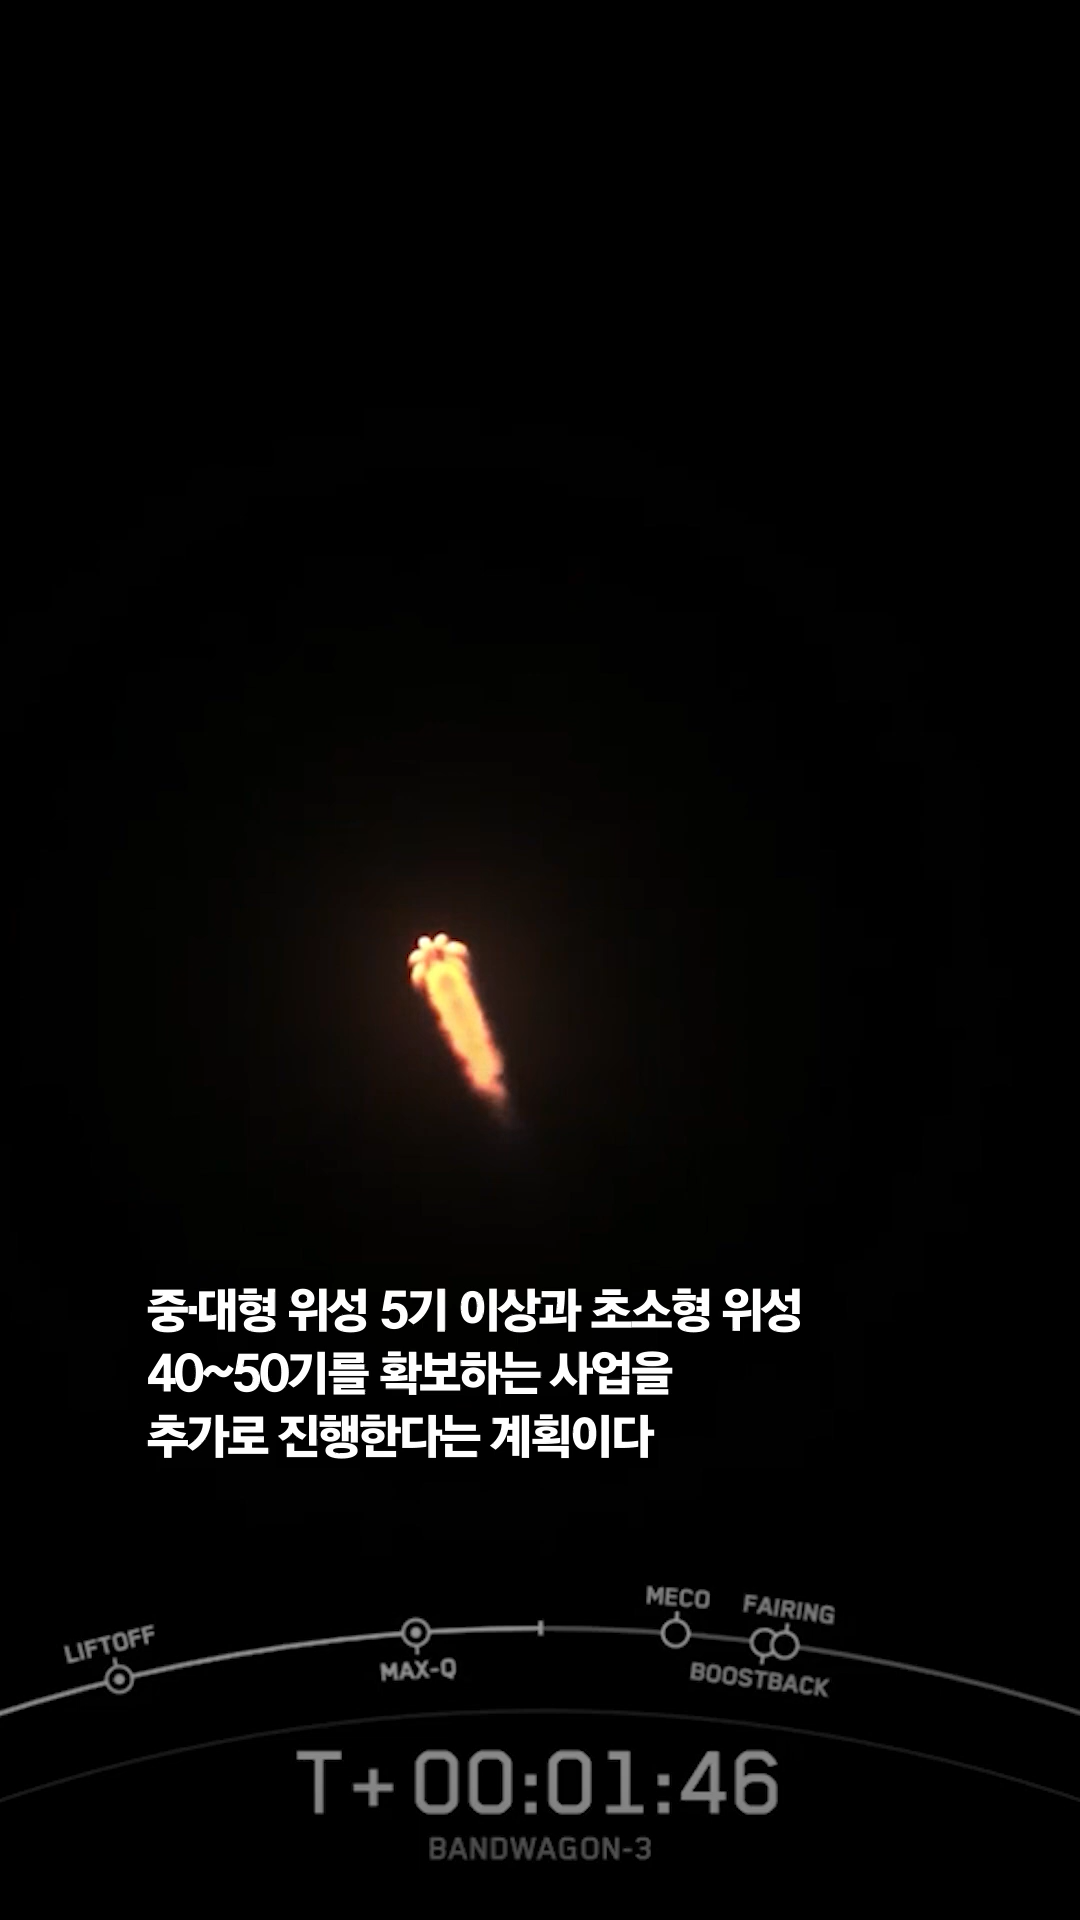 중·대형 위성 5기 이상과 초소형 위성
40~50기를 확보하는 사업을
추가로 진행한다는 계획이다
LIFTOFF
MAX-Q
MECO
FAIRING
BOOSTBACK
T+00:01:46
BANDWAGON-3